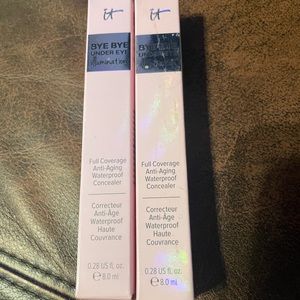 it
BYE BYE
UNDER EYE
illumination
Full Coverage
Anti-Aging
Waterproof
Concealer
Correcteur
Anti-Âge
Waterproof
Haute
Couvrance
0.28 US fl. oz.
e 8.0 ml
it
BYE BYE
UNDER EYE
illumination
Full Coverage
Anti-Aging
Waterproof
Concealer
Correcteur
Anti-Âge
Waterproof
Haute
Couvrance
0.28 US fl. oz.
e 8.0 ml